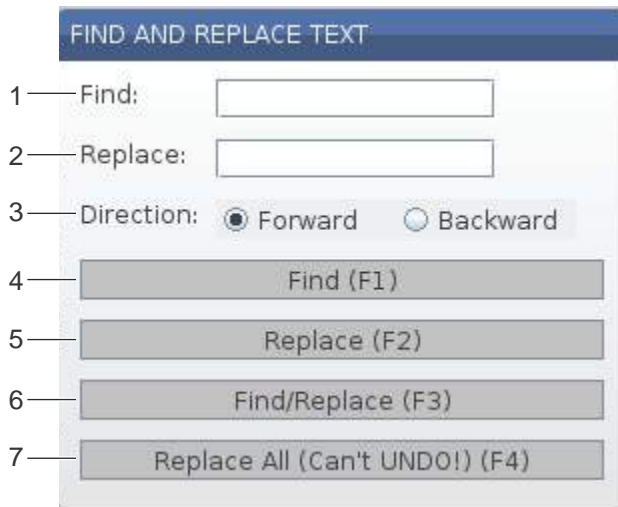 FIND AND REPLACE TEXT
1 Find:
2 Replace:
3 Direction: Forward Backward
4 Find (F1)
5 Replace (F2)
6 Find/Replace (F3)
7 Replace All (Can't UNDO!) (F4)